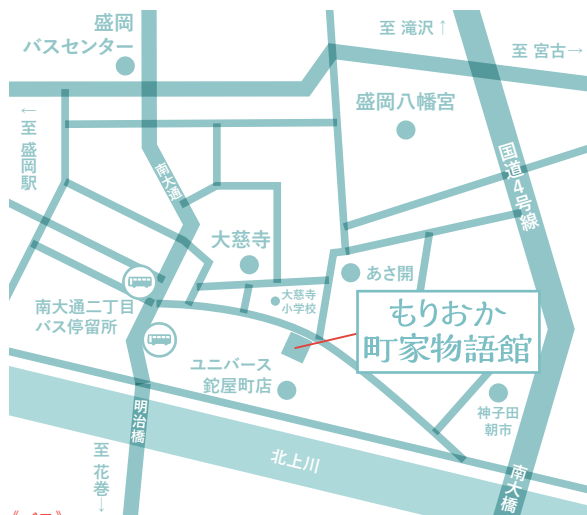 盛岡
バスセンター
至 滝沢↑
至 宮古→
盛岡八幡宮
←至 盛岡駅
南大通
国道4号線
大慈寺
あさ開
大慈寺
小学校
南大通二丁目
バス停留所
もりおか
町家物語館
ユニバース
鉈屋町店
神子田
朝市
明治橋
北上川
至 花巻→
南大橋